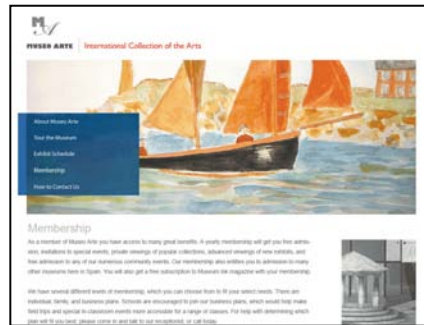 MA
MUSEO ARTE | International Collection of the Arts
About Museo Arte
Tour the Museum
Exhibit Schedule
Membership
How to Contact Us
Membership
As a member of Museo Arte you have access to many great benefits. A yearly membership will get you free admis-
sion, invitations to special events, private viewings of popular collections, advanced viewings of new exhibits, and
free admission to any of our numerous community events. Our membership also entitles you to admission to many
other museums here in Spain. You will also get a free subscription to Museum Ink magazine with your membership.
We have several different levels of membership, which you can choose from to fit your select needs. There are
individual, family, and business plans. Schools are encouraged to join our business plans, which would help make
field trips and special in classroom events more accessible for a range of classes. For help with determining which
plan will fit you best, please come in and talk to our receptionist, or call today.